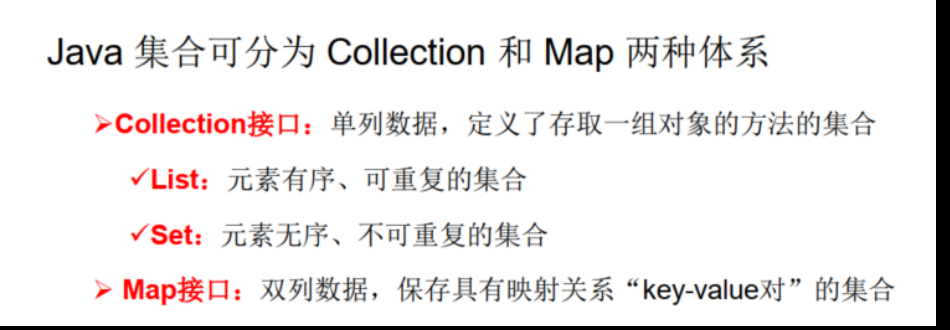 Java 集合可分为 Collection 和 Map 两种体系
➢Collection接口：单列数据，定义了存取一组对象的方法的集合
✓List：元素有序、可重复的集合
✓Set：元素无序、不可重复的集合
➢ Map接口：双列数据，保存具有映射关系“key-value对”的集合